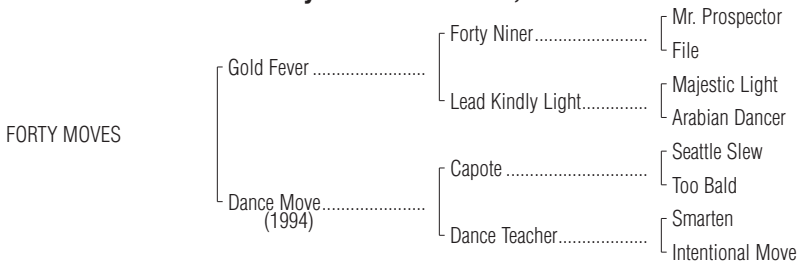 Mr. Prospector
Forty Niner........................
File
Gold Fever ........................
Majestic Light
Lead Kindly Light..............
Arabian Dancer
FORTY MOVES
Seattle Slew
Capote ..............................
Too Bald
Dance Move......................
(1994)
Smarten
Dance Teacher...................
Intentional Move